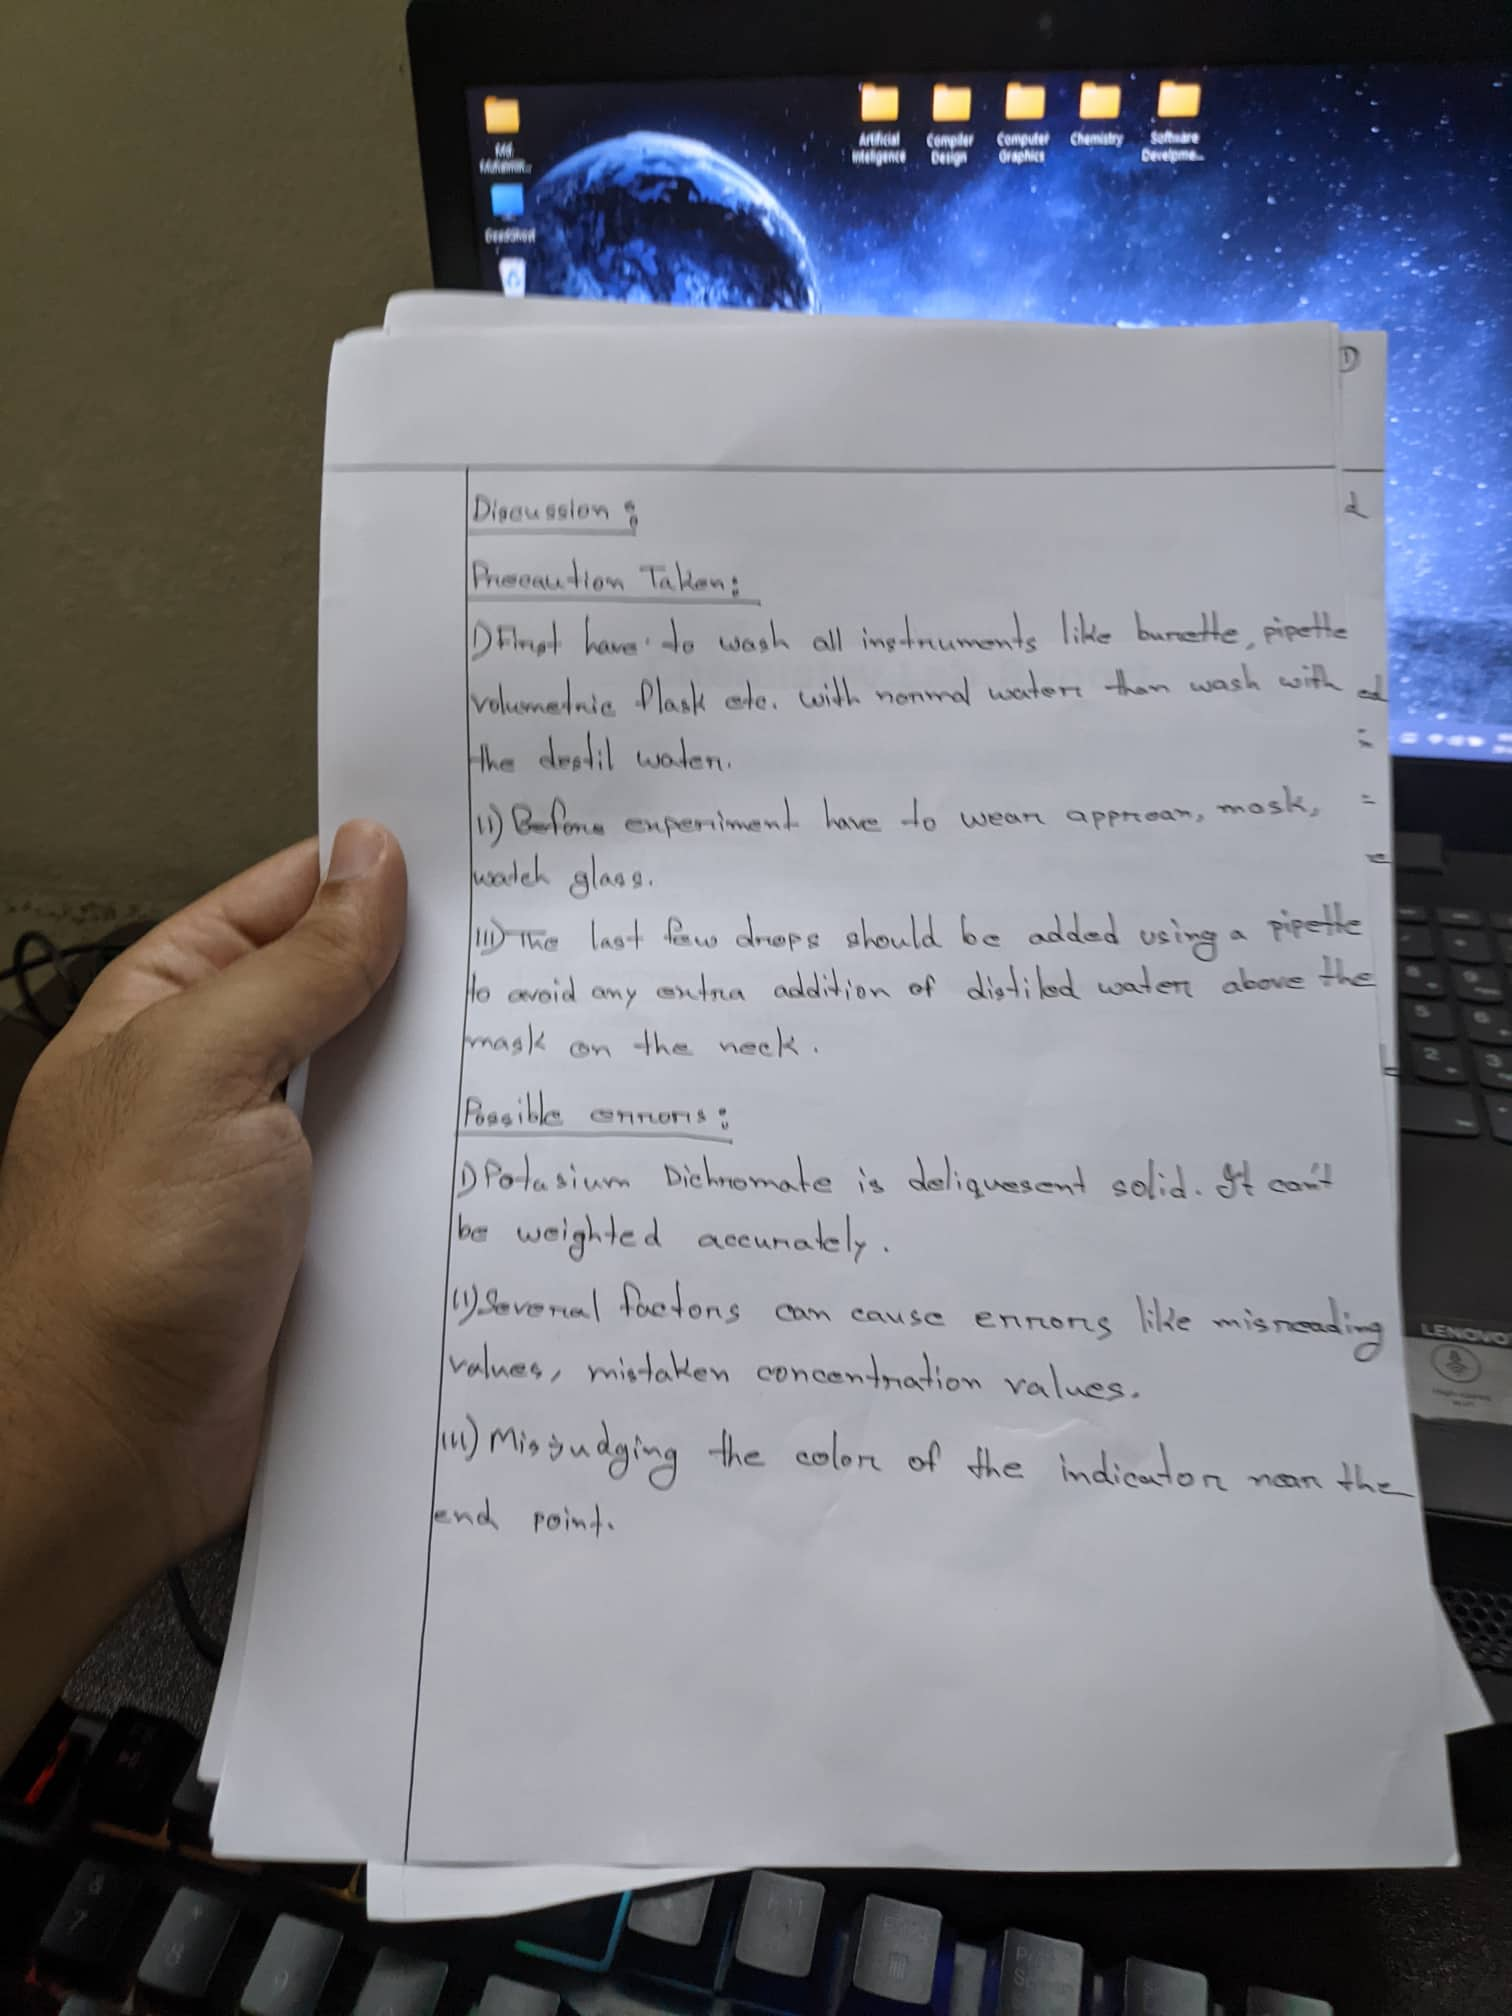 Artificial Inteligence
Compiler Design
Computer Graphics
Chemistry
Software Develpme...
Md.
Discussion :
Precaution Taken:
I) First have to wash all instruments like burette, pipette
volumetric flask etc. with normal water then wash with
the destil water.
II) Before experiment have to wear approan, mask,
watch glass.
III) The last few drops should be added using a pipette
to avoid any extra addition of distiled water above the
mask on the neck.
Possible errors:
I) Potasium Dichromate is deliquesent solid. It can't
be weighted accurately.
II) Several factors can cause errors like misreading
values, mistaken concentration values.
III) Misjudging the color of the indicator near the
end point.
LENOVO